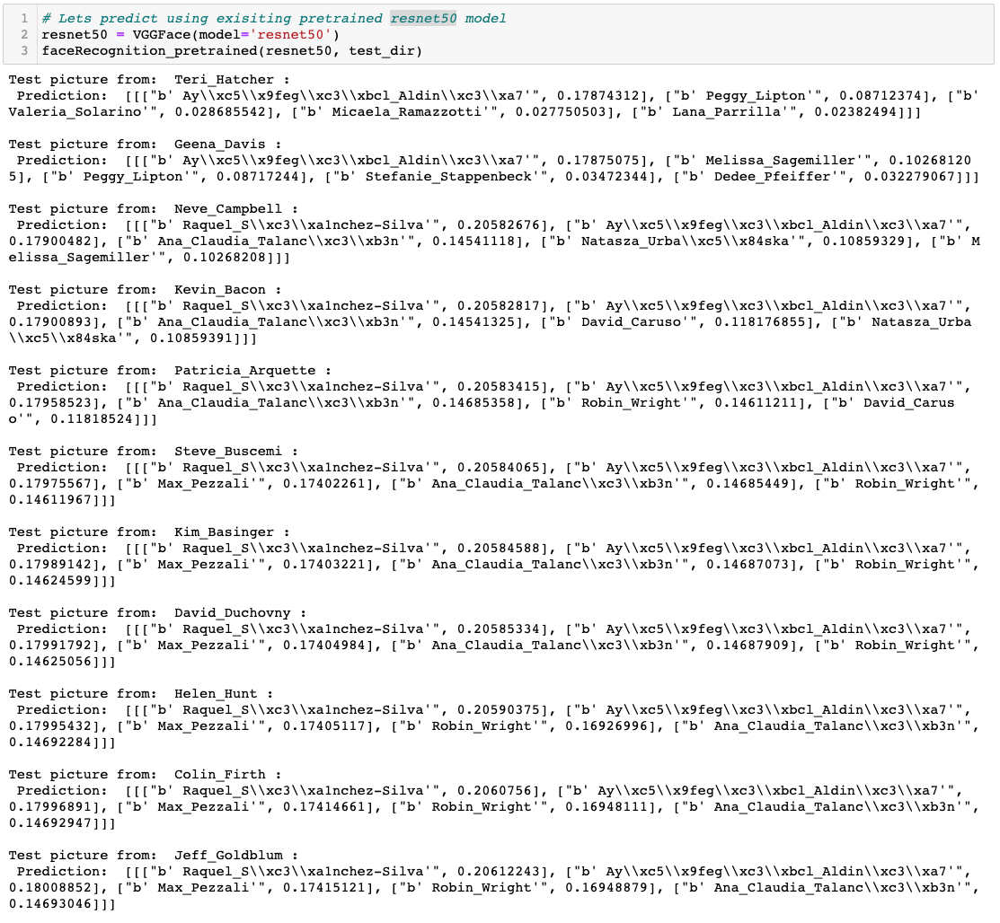 1 # Lets predict using exisiting pretrained resnet50 model
2 resnet50 = VGGFace(model='resnet50')
3 faceRecognition_pretrained(resnet50, test_dir)
Test picture from:  Teri_Hatcher :
 Prediction:  [[["b' Ay\\xc5\\x9feg\\xc3\\xbcl_Aldin\\xc3\\xa7'", 0.17874312], ["b' Peggy_Lipton'", 0.08712374], ["b'
Valeria_Solarino'", 0.028685542], ["b' Micaela_Ramazzotti'", 0.027750503], ["b' Lana_Parrilla'", 0.02382494]]]
Test picture from:  Geena_Davis :
 Prediction:  [[["b' Ay\\xc5\\x9feg\\xc3\\xbcl_Aldin\\xc3\\xa7'", 0.17875075], ["b' Melissa_Sagemiller'", 0.10268120
5], ["b' Peggy_Lipton'", 0.08717244], ["b' Stefanie_Stappenbeck'", 0.03472344], ["b' Dedee_Pfeiffer'", 0.032279067]]]
Test picture from:  Neve_Campbell :
 Prediction:  [[["b' Raquel_S\\xc3\\xa1nchez-Silva'", 0.20582676], ["b' Ay\\xc5\\x9feg\\xc3\\xbcl_Aldin\\xc3\\xa7'",
0.17900482], ["b' Ana_Claudia_Talanc\\xc3\\xb3n'", 0.14541118], ["b' Natasza_Urba\\xc5\\x84ska'", 0.10859329], ["b' M
elissa_Sagemiller'", 0.10268208]]]
Test picture from:  Kevin_Bacon :
 Prediction:  [[["b' Raquel_S\\xc3\\xa1nchez-Silva'", 0.20582817], ["b' Ay\\xc5\\x9feg\\xc3\\xbcl_Aldin\\xc3\\xa7'",
0.17900893], ["b' Ana_Claudia_Talanc\\xc3\\xb3n'", 0.14541325], ["b' David_Caruso'", 0.118176855], ["b' Natasza_Urba
\\xc5\\x84ska'", 0.10859391]]]
Test picture from:  Patricia_Arquette :
 Prediction:  [[["b' Raquel_S\\xc3\\xa1nchez-Silva'", 0.20583415], ["b' Ay\\xc5\\x9feg\\xc3\\xbcl_Aldin\\xc3\\xa7'",
0.17958523], ["b' Ana_Claudia_Talanc\\xc3\\xb3n'", 0.14685358], ["b' Robin_Wright'", 0.14611211], ["b' David_Carus
o'", 0.11818524]]]
Test picture from:  Steve_Buscemi :
 Prediction:  [[["b' Raquel_S\\xc3\\xa1nchez-Silva'", 0.20584065], ["b' Ay\\xc5\\x9feg\\xc3\\xbcl_Aldin\\xc3\\xa7'",
0.17975567], ["b' Max_Pezzali'", 0.17402261], ["b' Ana_Claudia_Talanc\\xc3\\xb3n'", 0.14685449], ["b' Robin_Wright'",
0.14611967]]]
Test picture from:  Kim_Basinger :
 Prediction:  [[["b' Raquel_S\\xc3\\xa1nchez-Silva'", 0.20584588], ["b' Ay\\xc5\\x9feg\\xc3\\xbcl_Aldin\\xc3\\xa7'",
0.17989142], ["b' Max_Pezzali'", 0.17403221], ["b' Ana_Claudia_Talanc\\xc3\\xb3n'", 0.14687073], ["b' Robin_Wright'",
0.14624599]]]
Test picture from:  David_Duchovny :
 Prediction:  [[["b' Raquel_S\\xc3\\xa1nchez-Silva'", 0.20585334], ["b' Ay\\xc5\\x9feg\\xc3\\xbcl_Aldin\\xc3\\xa7'",
0.17991792], ["b' Max_Pezzali'", 0.17404984], ["b' Ana_Claudia_Talanc\\xc3\\xb3n'", 0.14687909], ["b' Robin_Wright'",
0.14625056]]]
Test picture from:  Helen_Hunt :
 Prediction:  [[["b' Raquel_S\\xc3\\xa1nchez-Silva'", 0.20590375], ["b' Ay\\xc5\\x9feg\\xc3\\xbcl_Aldin\\xc3\\xa7'",
0.17995432], ["b' Max_Pezzali'", 0.17405117], ["b' Robin_Wright'", 0.16926996], ["b' Ana_Claudia_Talanc\\xc3\\xb3n'",
0.14692284]]]
Test picture from:  Colin_Firth :
 Prediction:  [[["b' Raquel_S\\xc3\\xa1nchez-Silva'", 0.2060756], ["b' Ay\\xc5\\x9feg\\xc3\\xbcl_Aldin\\xc3\\xa7'",
0.17996891], ["b' Max_Pezzali'", 0.17414661], ["b' Robin_Wright'", 0.16948111], ["b' Ana_Claudia_Talanc\\xc3\\xb3n'",
0.14692947]]]
Test picture from:  Jeff_Goldblum :
 Prediction:  [[["b' Raquel_S\\xc3\\xa1nchez-Silva'", 0.20612243], ["b' Ay\\xc5\\x9feg\\xc3\\xbcl_Aldin\\xc3\\xa7'",
0.18008852], ["b' Max_Pezzali'", 0.17415121], ["b' Robin_Wright'", 0.16948879], ["b' Ana_Claudia_Talanc\\xc3\\xb3n'",
0.14693046]]]